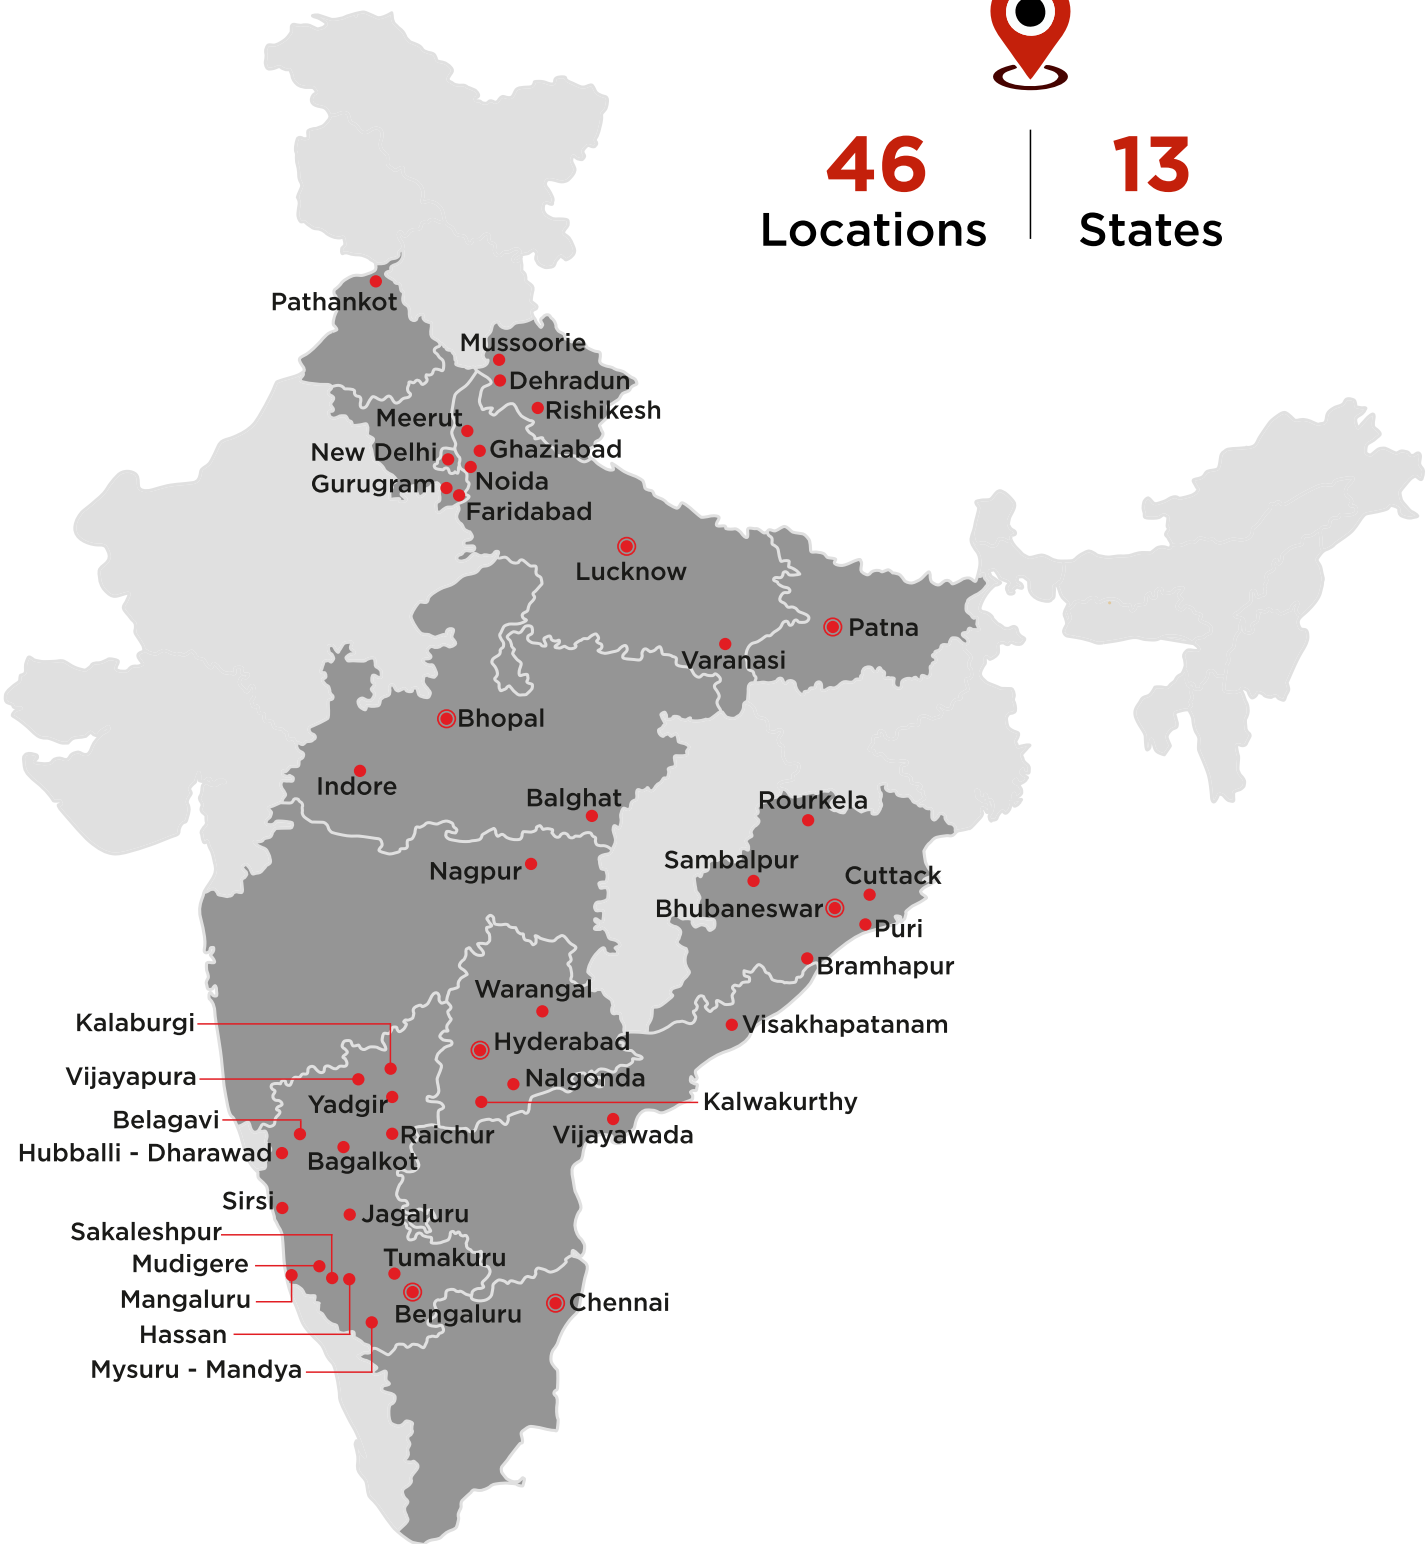 46
Locations
13
States
Pathankot
Mussoorie
Dehradun
Rishikesh
Meerut
New Delhi
Ghaziabad
Gurugram
Noida
Faridabad
Lucknow
Patna
Varanasi
Bhopal
Indore
Balghat
Rourkela
Nagpur
Sambalpur
Cuttack
Bhubaneswar
Puri
Bramhapur
Warangal
Kalaburgi
Visakhapatanam
Hyderabad
Vijayapura
Nalgonda
Yadgir
Kalwakurthy
Belagavi
Raichur
Vijayawada
Hubballi - Dharawad
Bagalkot
Sirsi
Jagaluru
Sakaleshpur
Tumakuru
Mudigere
Mangaluru
Bengaluru
Chennai
Hassan
Mysuru - Mandya